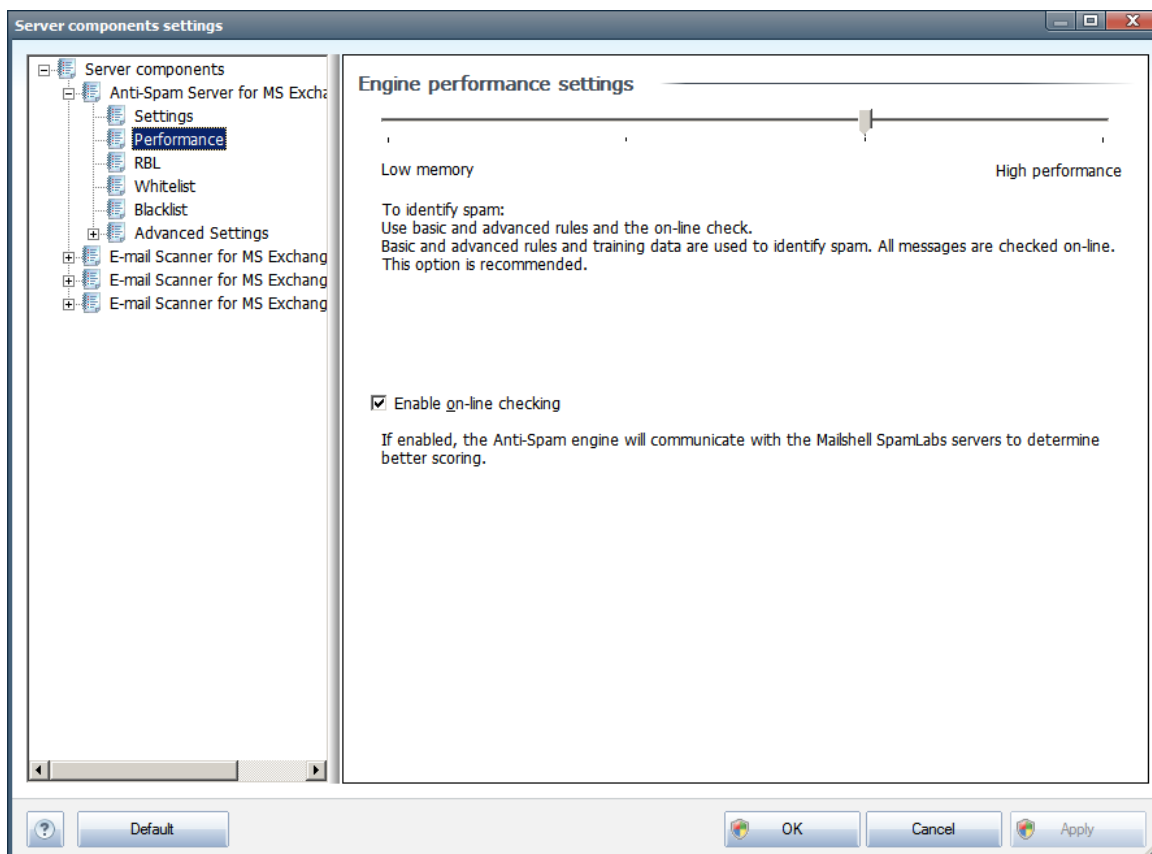 Server components settings
Server components
Anti-Spam Server for MS Excha
Settings
Performance
RBL
Whitelist
Blacklist
Advanced Settings
E-mail Scanner for MS Exchang
E-mail Scanner for MS Exchang
E-mail Scanner for MS Exchang
Engine performance settings
Low memory
High performance
To identify spam:
Use basic and advanced rules and the on-line check.
Basic and advanced rules and training data are used to identify spam. All messages are checked on-line.
This option is recommended.
Enable on-line checking
If enabled, the Anti-Spam engine will communicate with the Mailshell SpamLabs servers to determine
better scoring.
?
Default
OK
Cancel
Apply